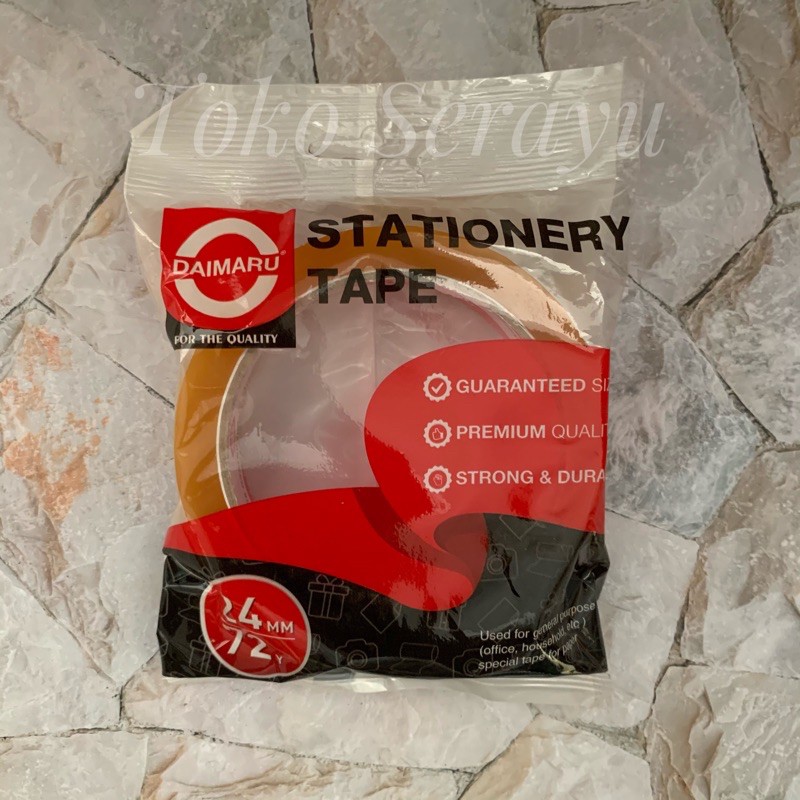 Toko Serayu
STATIONERY
TAPE
DAIMARU
FOR THE QUALITY
GUARANTEED SI
PREMIUM QUALIT
STRONG & DURA
24 MM
72 Y
Used for general purpose
(office, household, etc )
special tape for paper